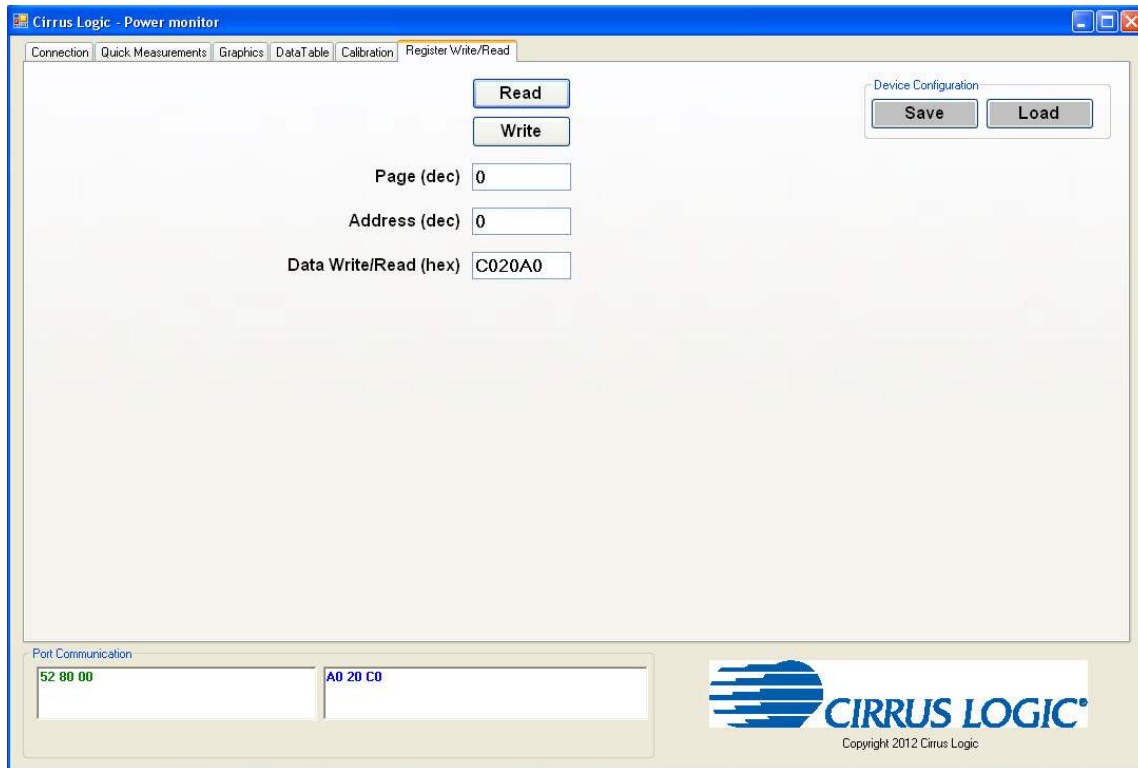 Cirrus Logic - Power monitor
Connection
Quick Measurements
Graphics
DataTable
Calibration
Register Write/Read
Read
Write
Device Configuration
Save
Load
Page (dec)
0
Address (dec)
0
Data Write/Read (hex)
C020A0
Port Communication
52 80 00
A0 20 C0
CIRRUS LOGIC®
Copyright 2012 Cirrus Logic